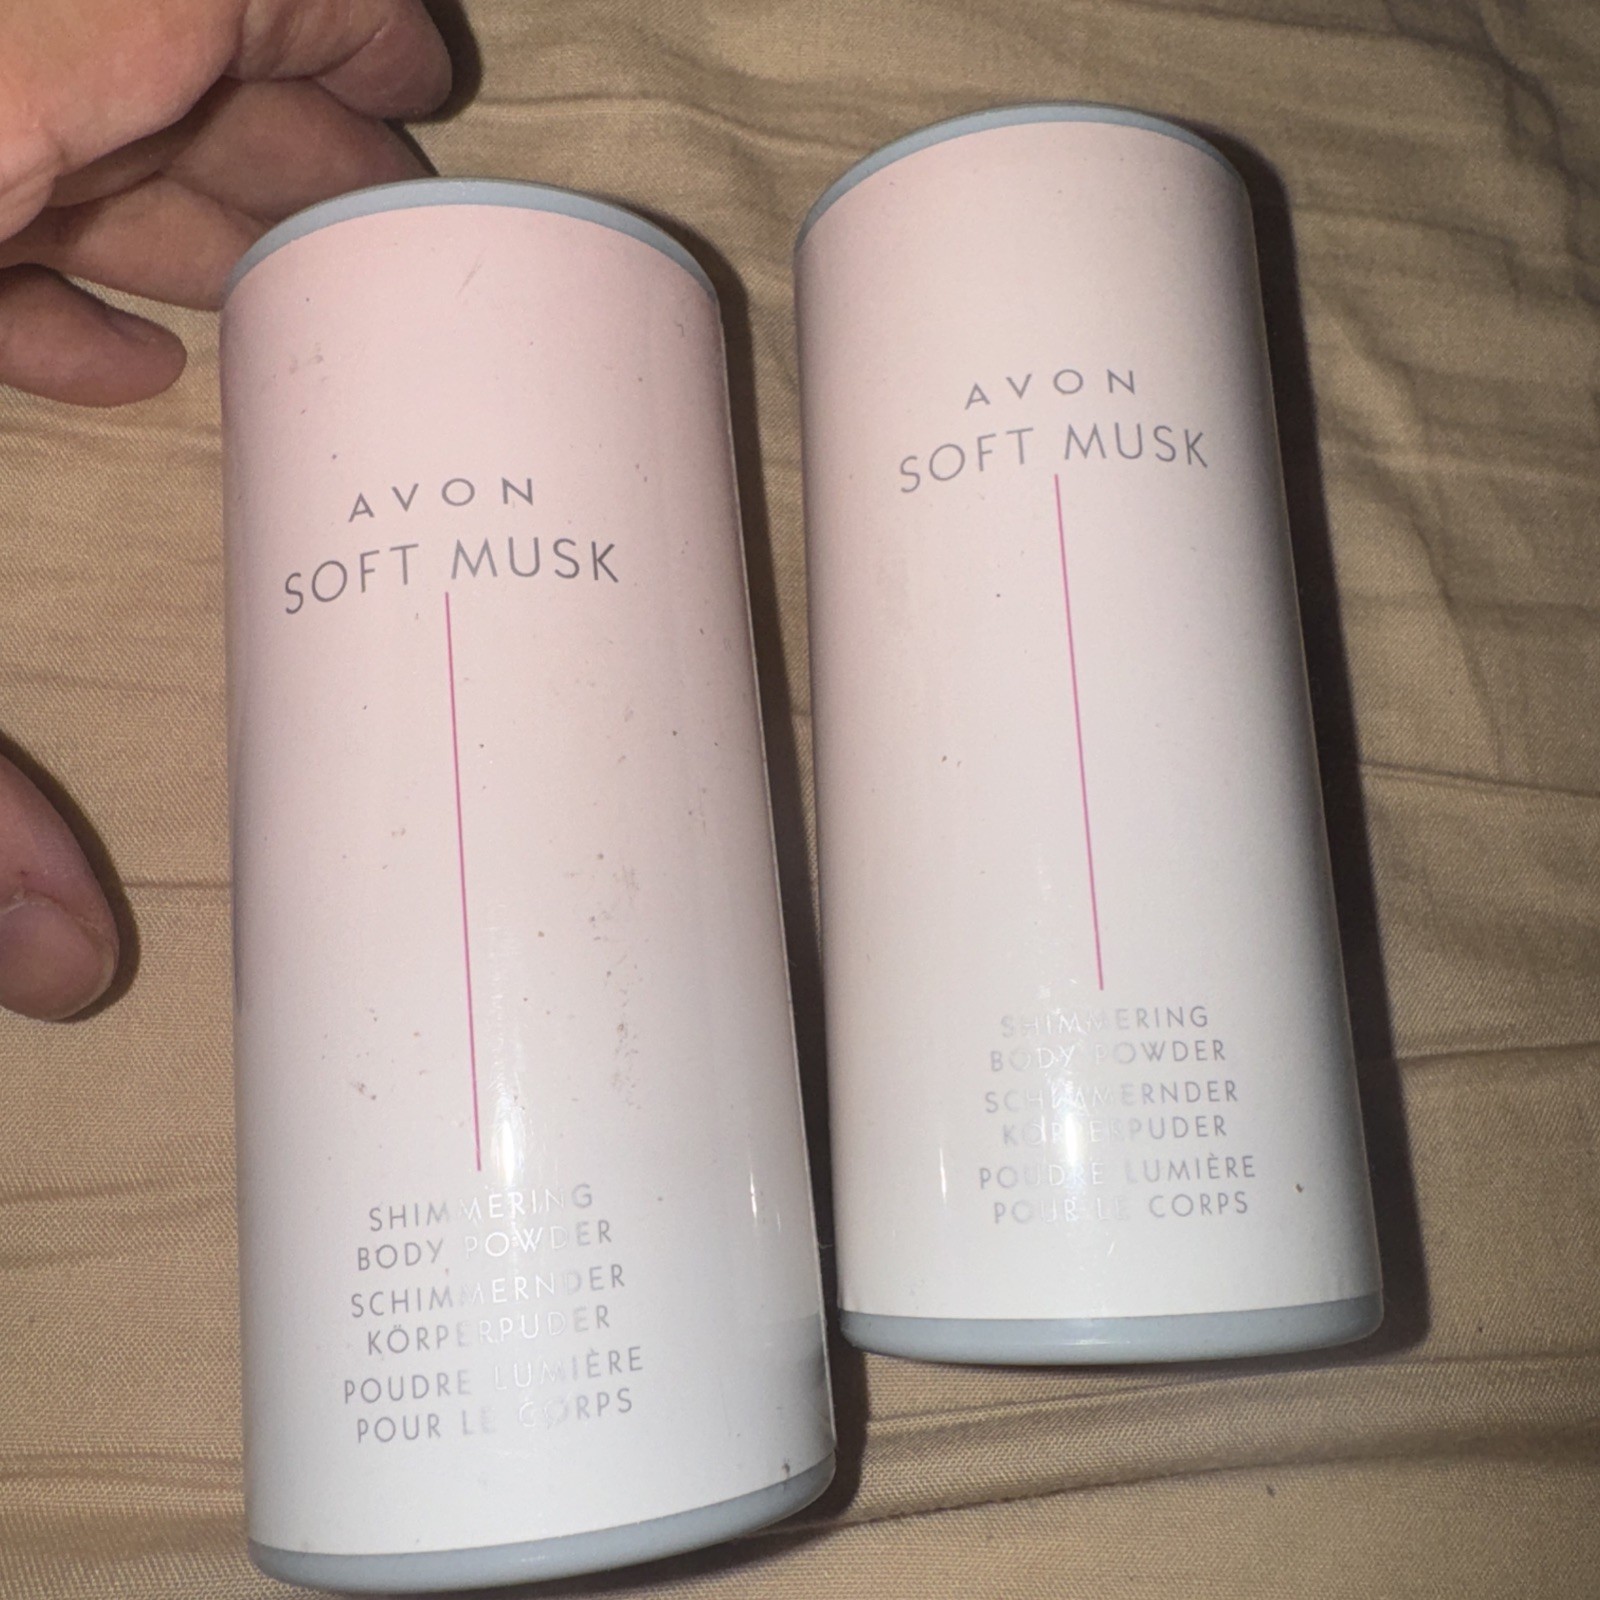 AVON
SOFT MUSK
SHIMMERING
BODY POWDER
SCHIMMERNDER
KÖRPERPUDER
POUDRE LUMIÈRE
POUR LE CORPS
AVON
SOFT MUSK
SHIMMERING
BODY POWDER
SCHIMMERNDER
KÖRPERPUDER
POUDRE LUMIÈRE
POUR LE CORPS